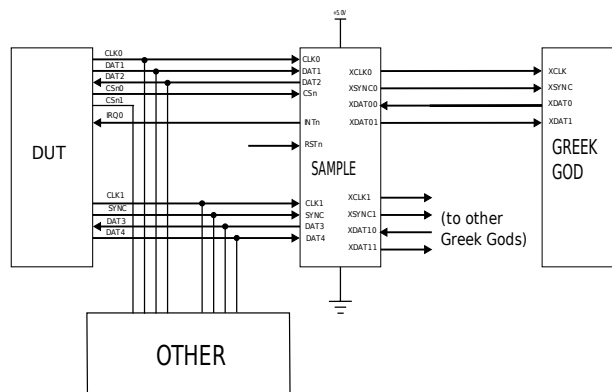 +5.0V
CLK0
DAT1
DAT2
CSn0
CSn1
IRQ0
DUT
CLK1
SYNC
DAT3
DAT4
CLK0
DAT1
DAT2
CSn
INTn
RSTn
SAMPLE
CLK1
SYNC
DAT3
DAT4
XCLK0
XSYNC0
XDAT00
XDAT01
XCLK1
XSYNC1
XDAT10
XDAT11
XCLK
XSYNC
XDAT0
XDAT1
GREEK
GOD
(to other
Greek Gods)
OTHER